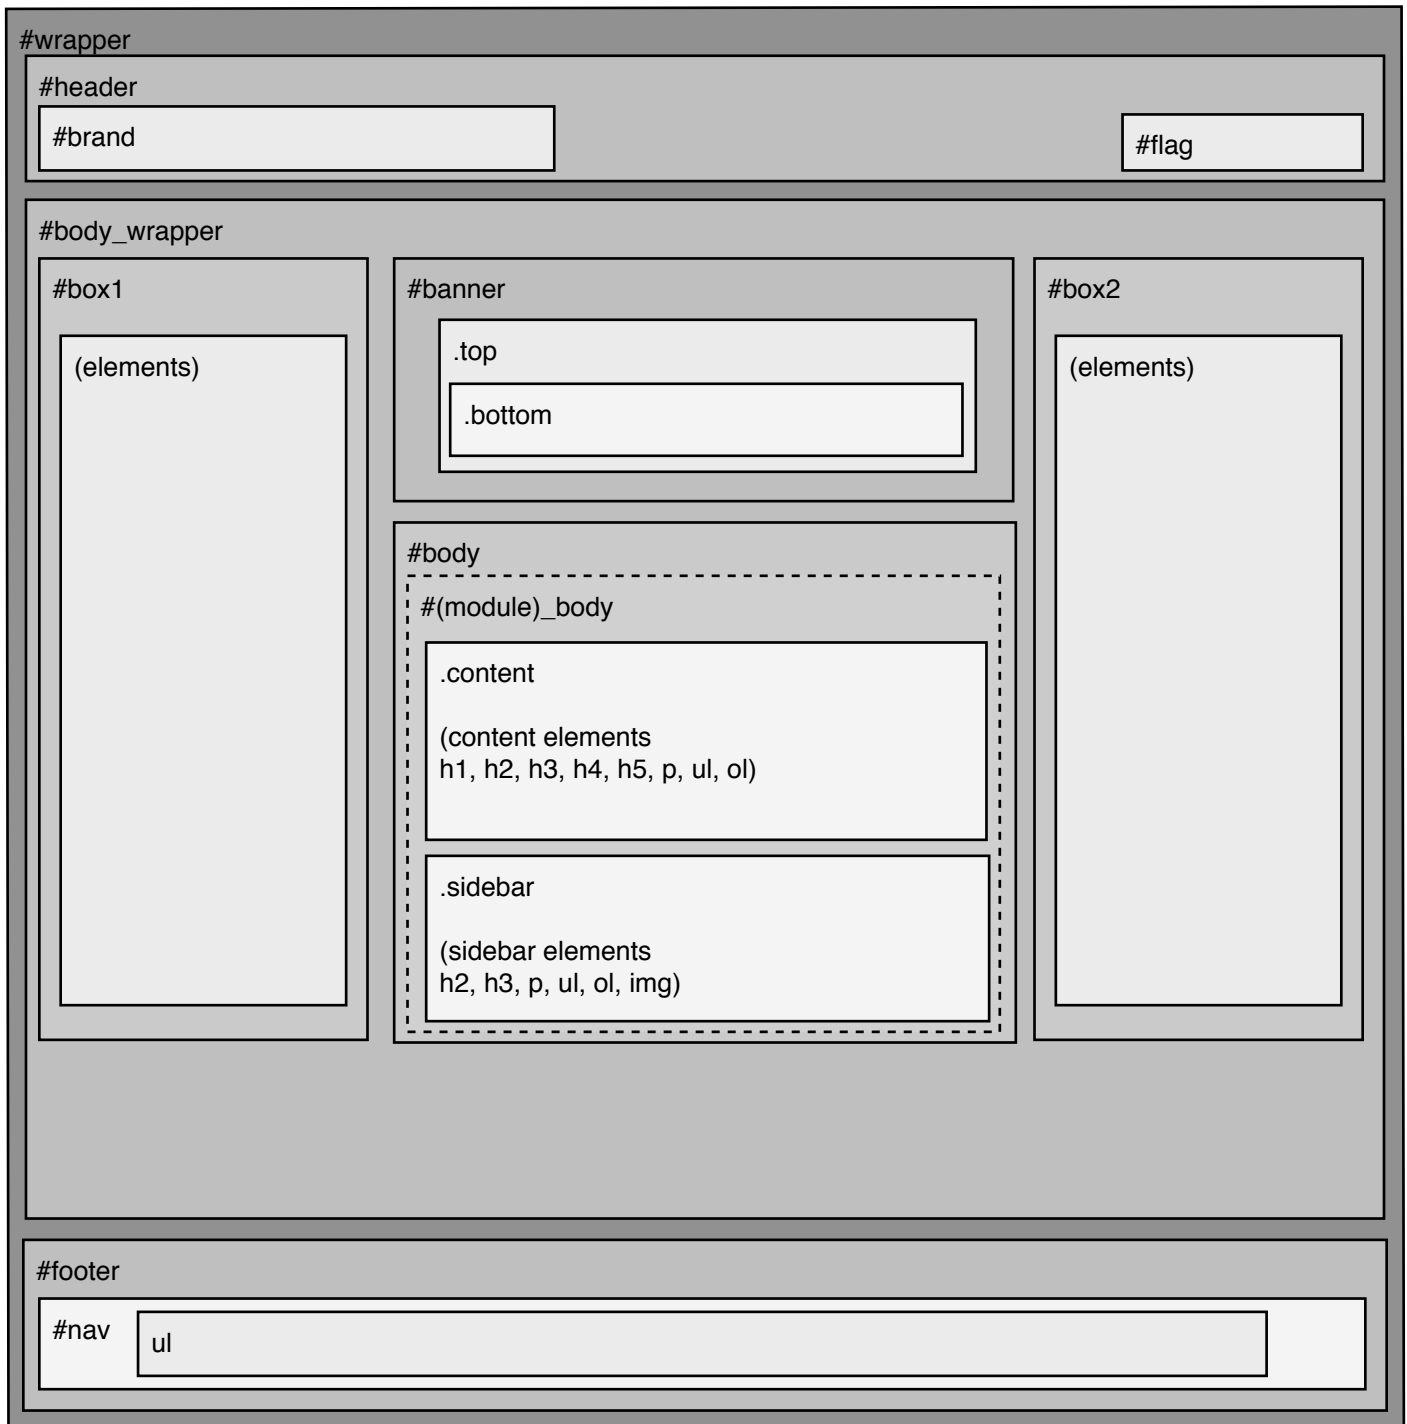 #wrapper
#header
#brand
#flag
#body_wrapper
#box1
(elements)
#banner
.top
.bottom
#body
#(module)_body
.content
(content elements
h1, h2, h3, h4, h5, p, ul, ol)
.sidebar
(sidebar elements
h2, h3, p, ul, ol, img)
#box2
(elements)
#footer
#nav
ul